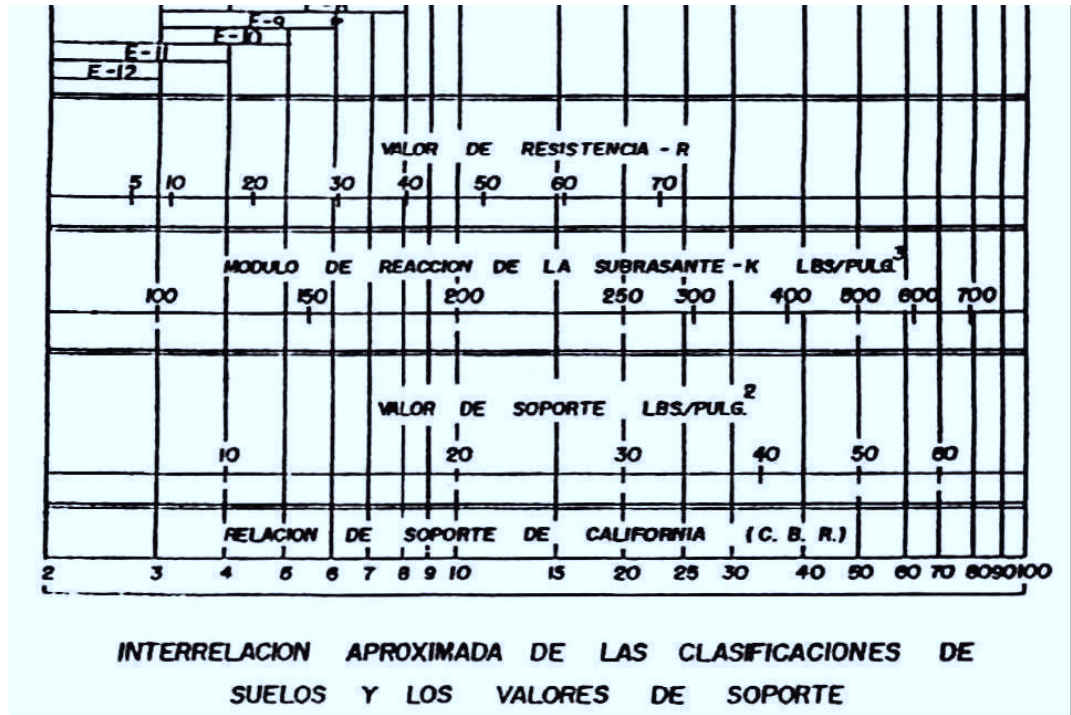 E-9
E-10
E-11
E-12
VALOR DE RESISTENCIA - R
5 10 20 30 40 50 60 70
MODULO DE REACCION DE LA SUBRASANTE - K LBS/PULG.³
100 150 200 250 300 400 500 600 700
VALOR DE SOPORTE LBS./PULG.²
10 20 30 40 50 60
RELACION DE SOPORTE DE CALIFORNIA (C. B. R.)
2 3 4 5 6 7 8 9 10 15 20 25 30 40 50 60 70 80 90 100
INTERRELACION APROXIMADA DE LAS CLASIFICACIONES DE
SUELOS Y LOS VALORES DE SOPORTE